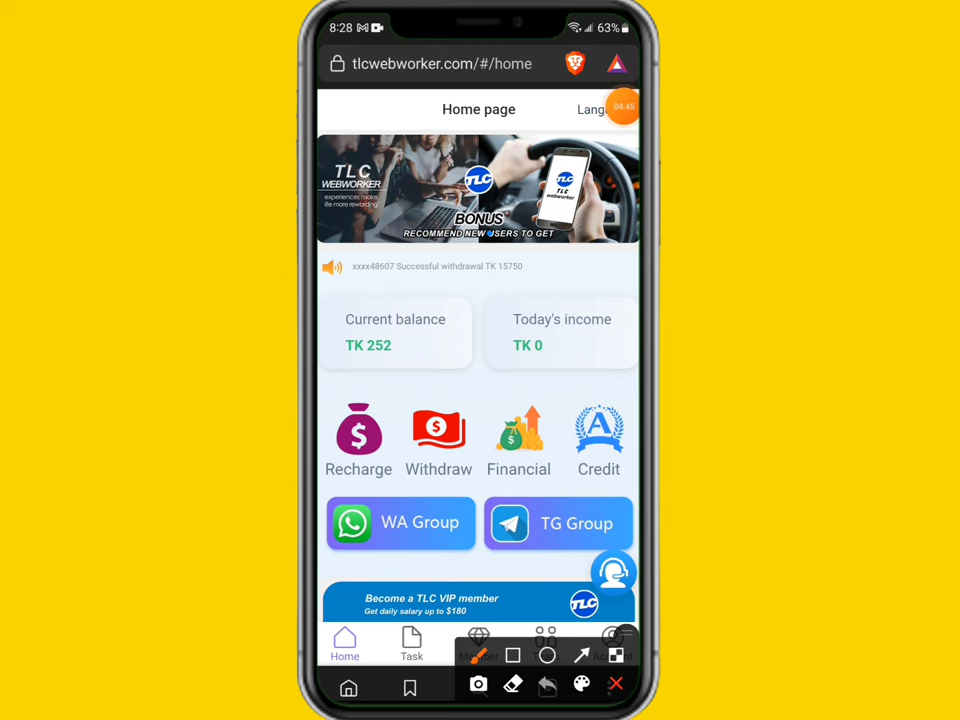 8:28 63%
tlcwebworker.com/#/home
Home page
04:45
TLC
WEBWORKER
experiences make
life more rewarding
TLC
TLC
webworker
BONUS
RECOMMEND NEW USERS TO GET
xxxx48607 Successful withdrawal TK 15750
Current balance Today's income
TK 252 TK 0
Recharge Withdraw Financial Credit
WA Group TG Group
Become a TLC VIP member
Get daily salary up to $180
TLC
Home Task